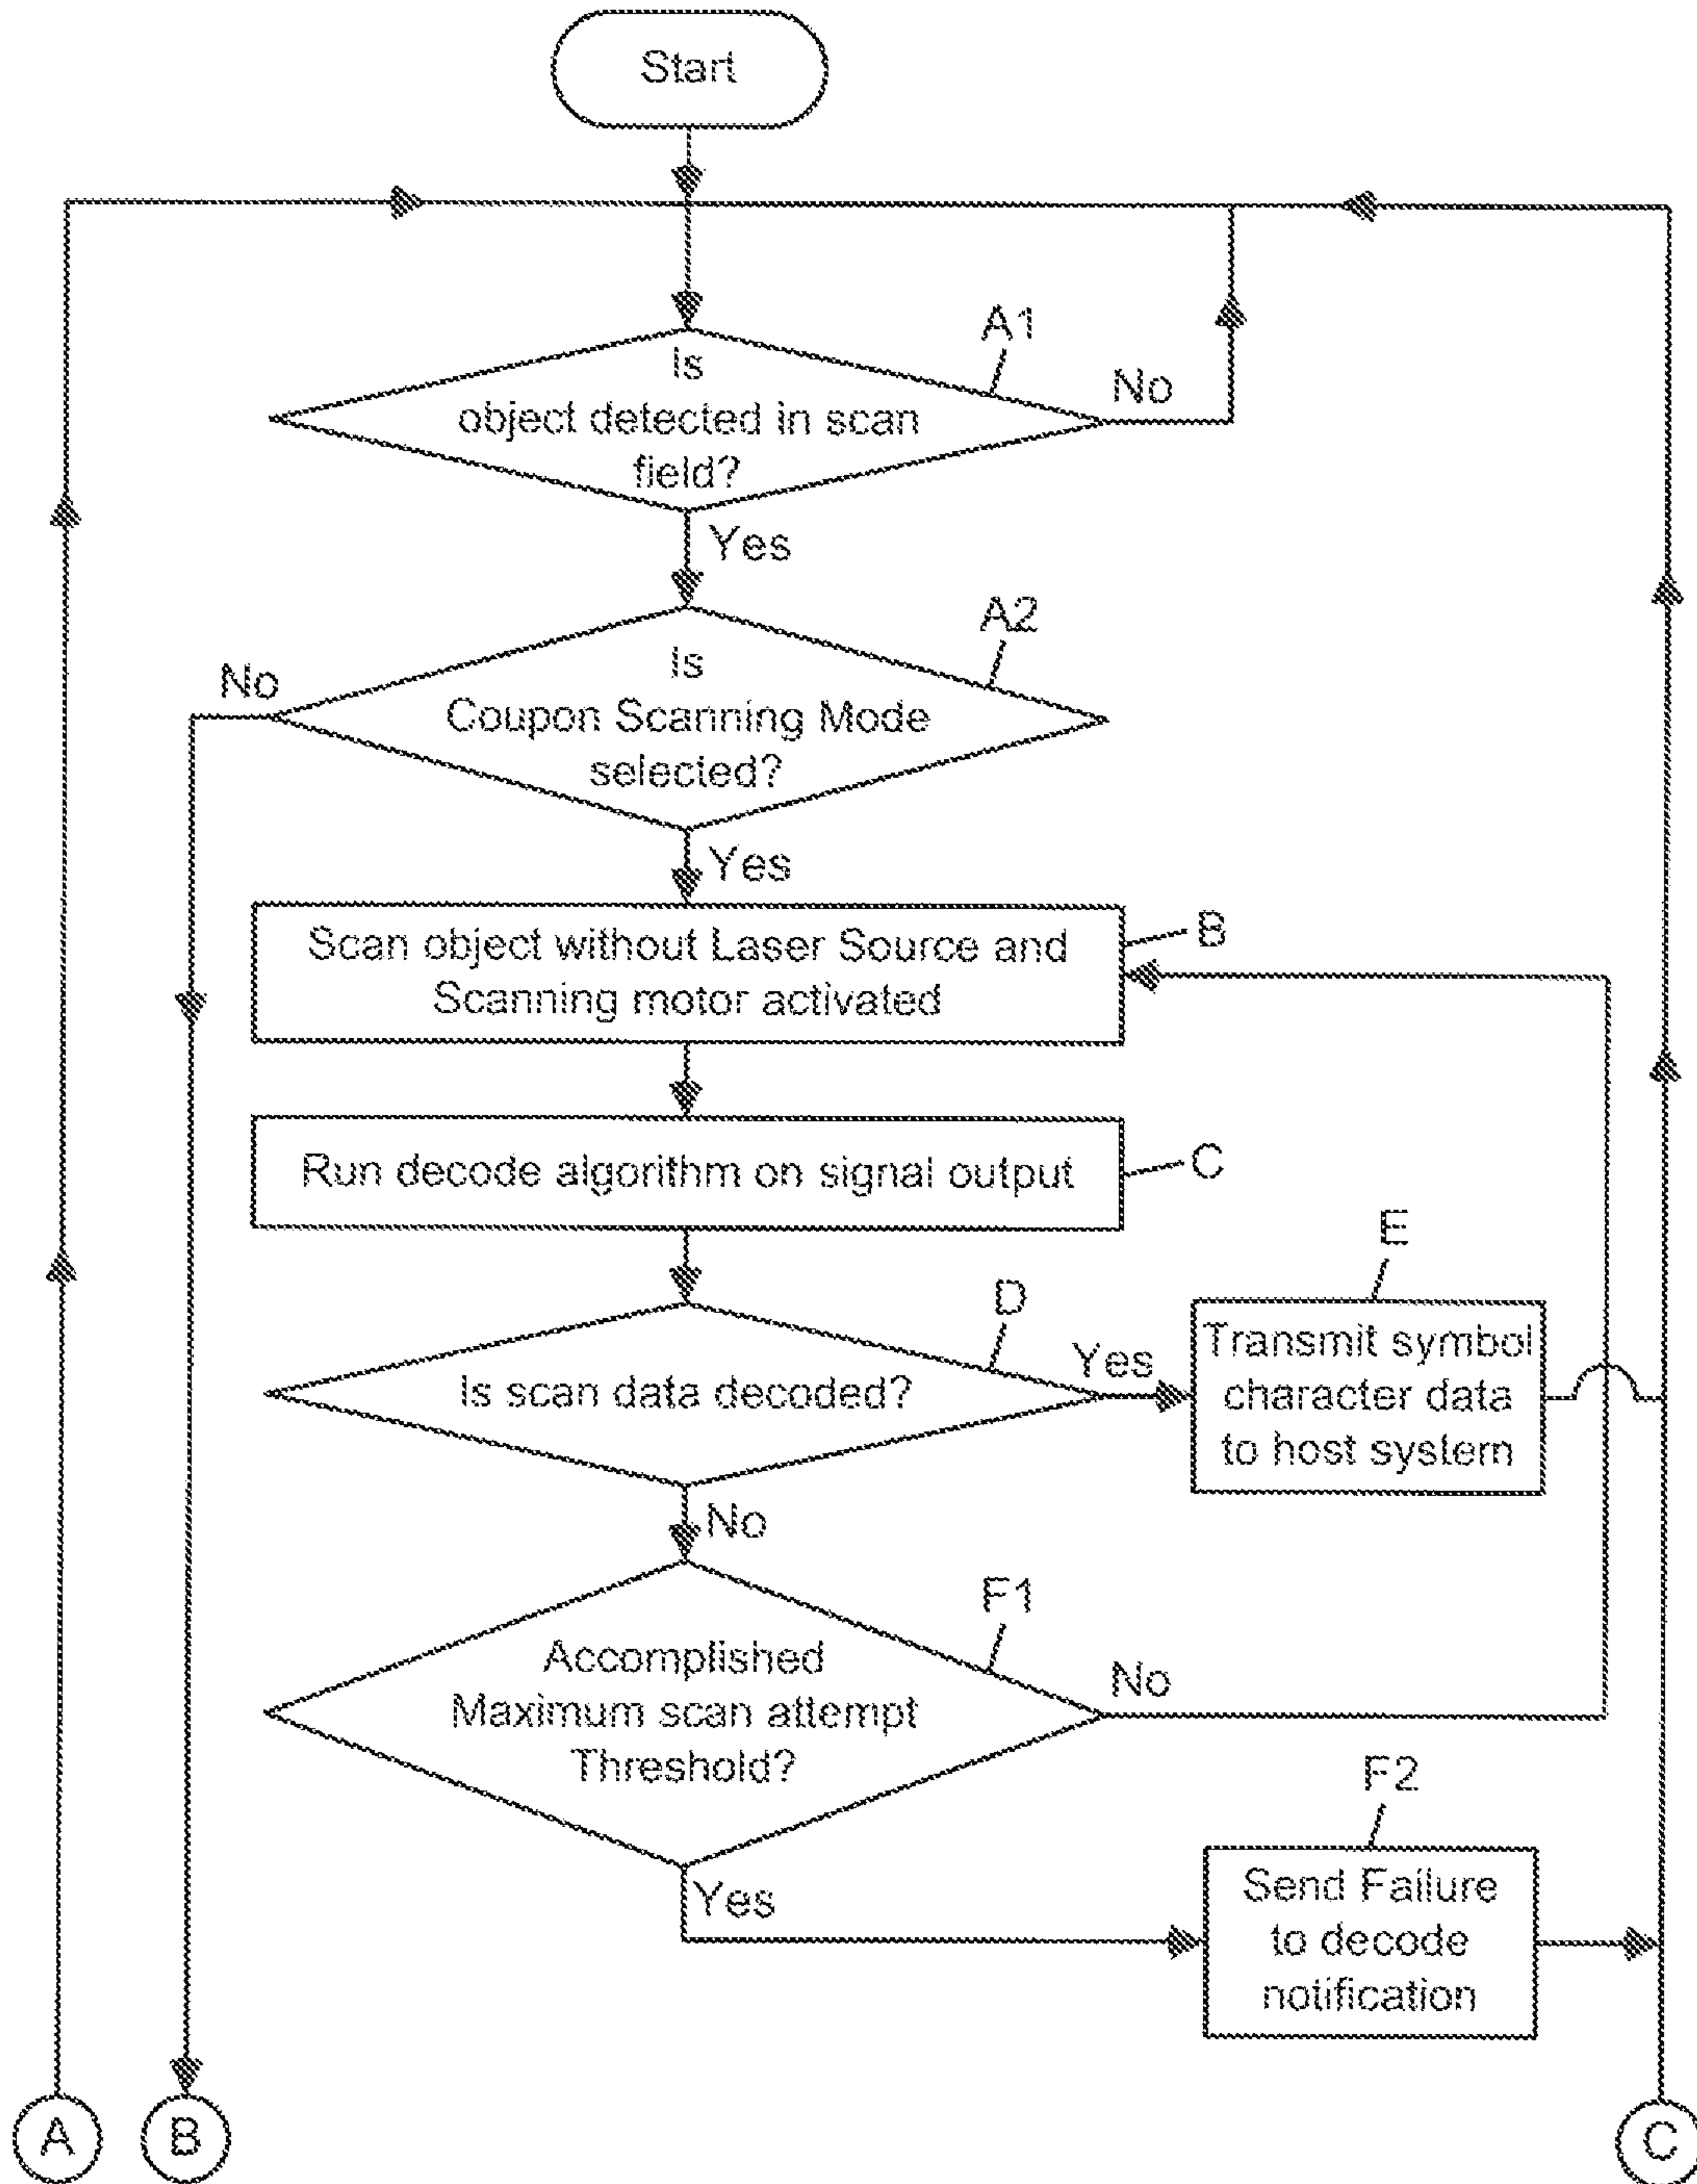 Start
A1
Is
object detected in scan
field?
No
Yes
A2
No
Is
Coupon Scanning Mode
selected?
Yes
Scan object without Laser Source and
Scanning motor activated
B
Run decode algorithm on signal output
C
E
D
Is scan data decoded?
Yes
Transmit symbol
character data
to host system
No
F1
Accomplished
Maximum scan attempt
Threshold?
No
F2
Yes
Send Failure
to decode
notification
A
B
C